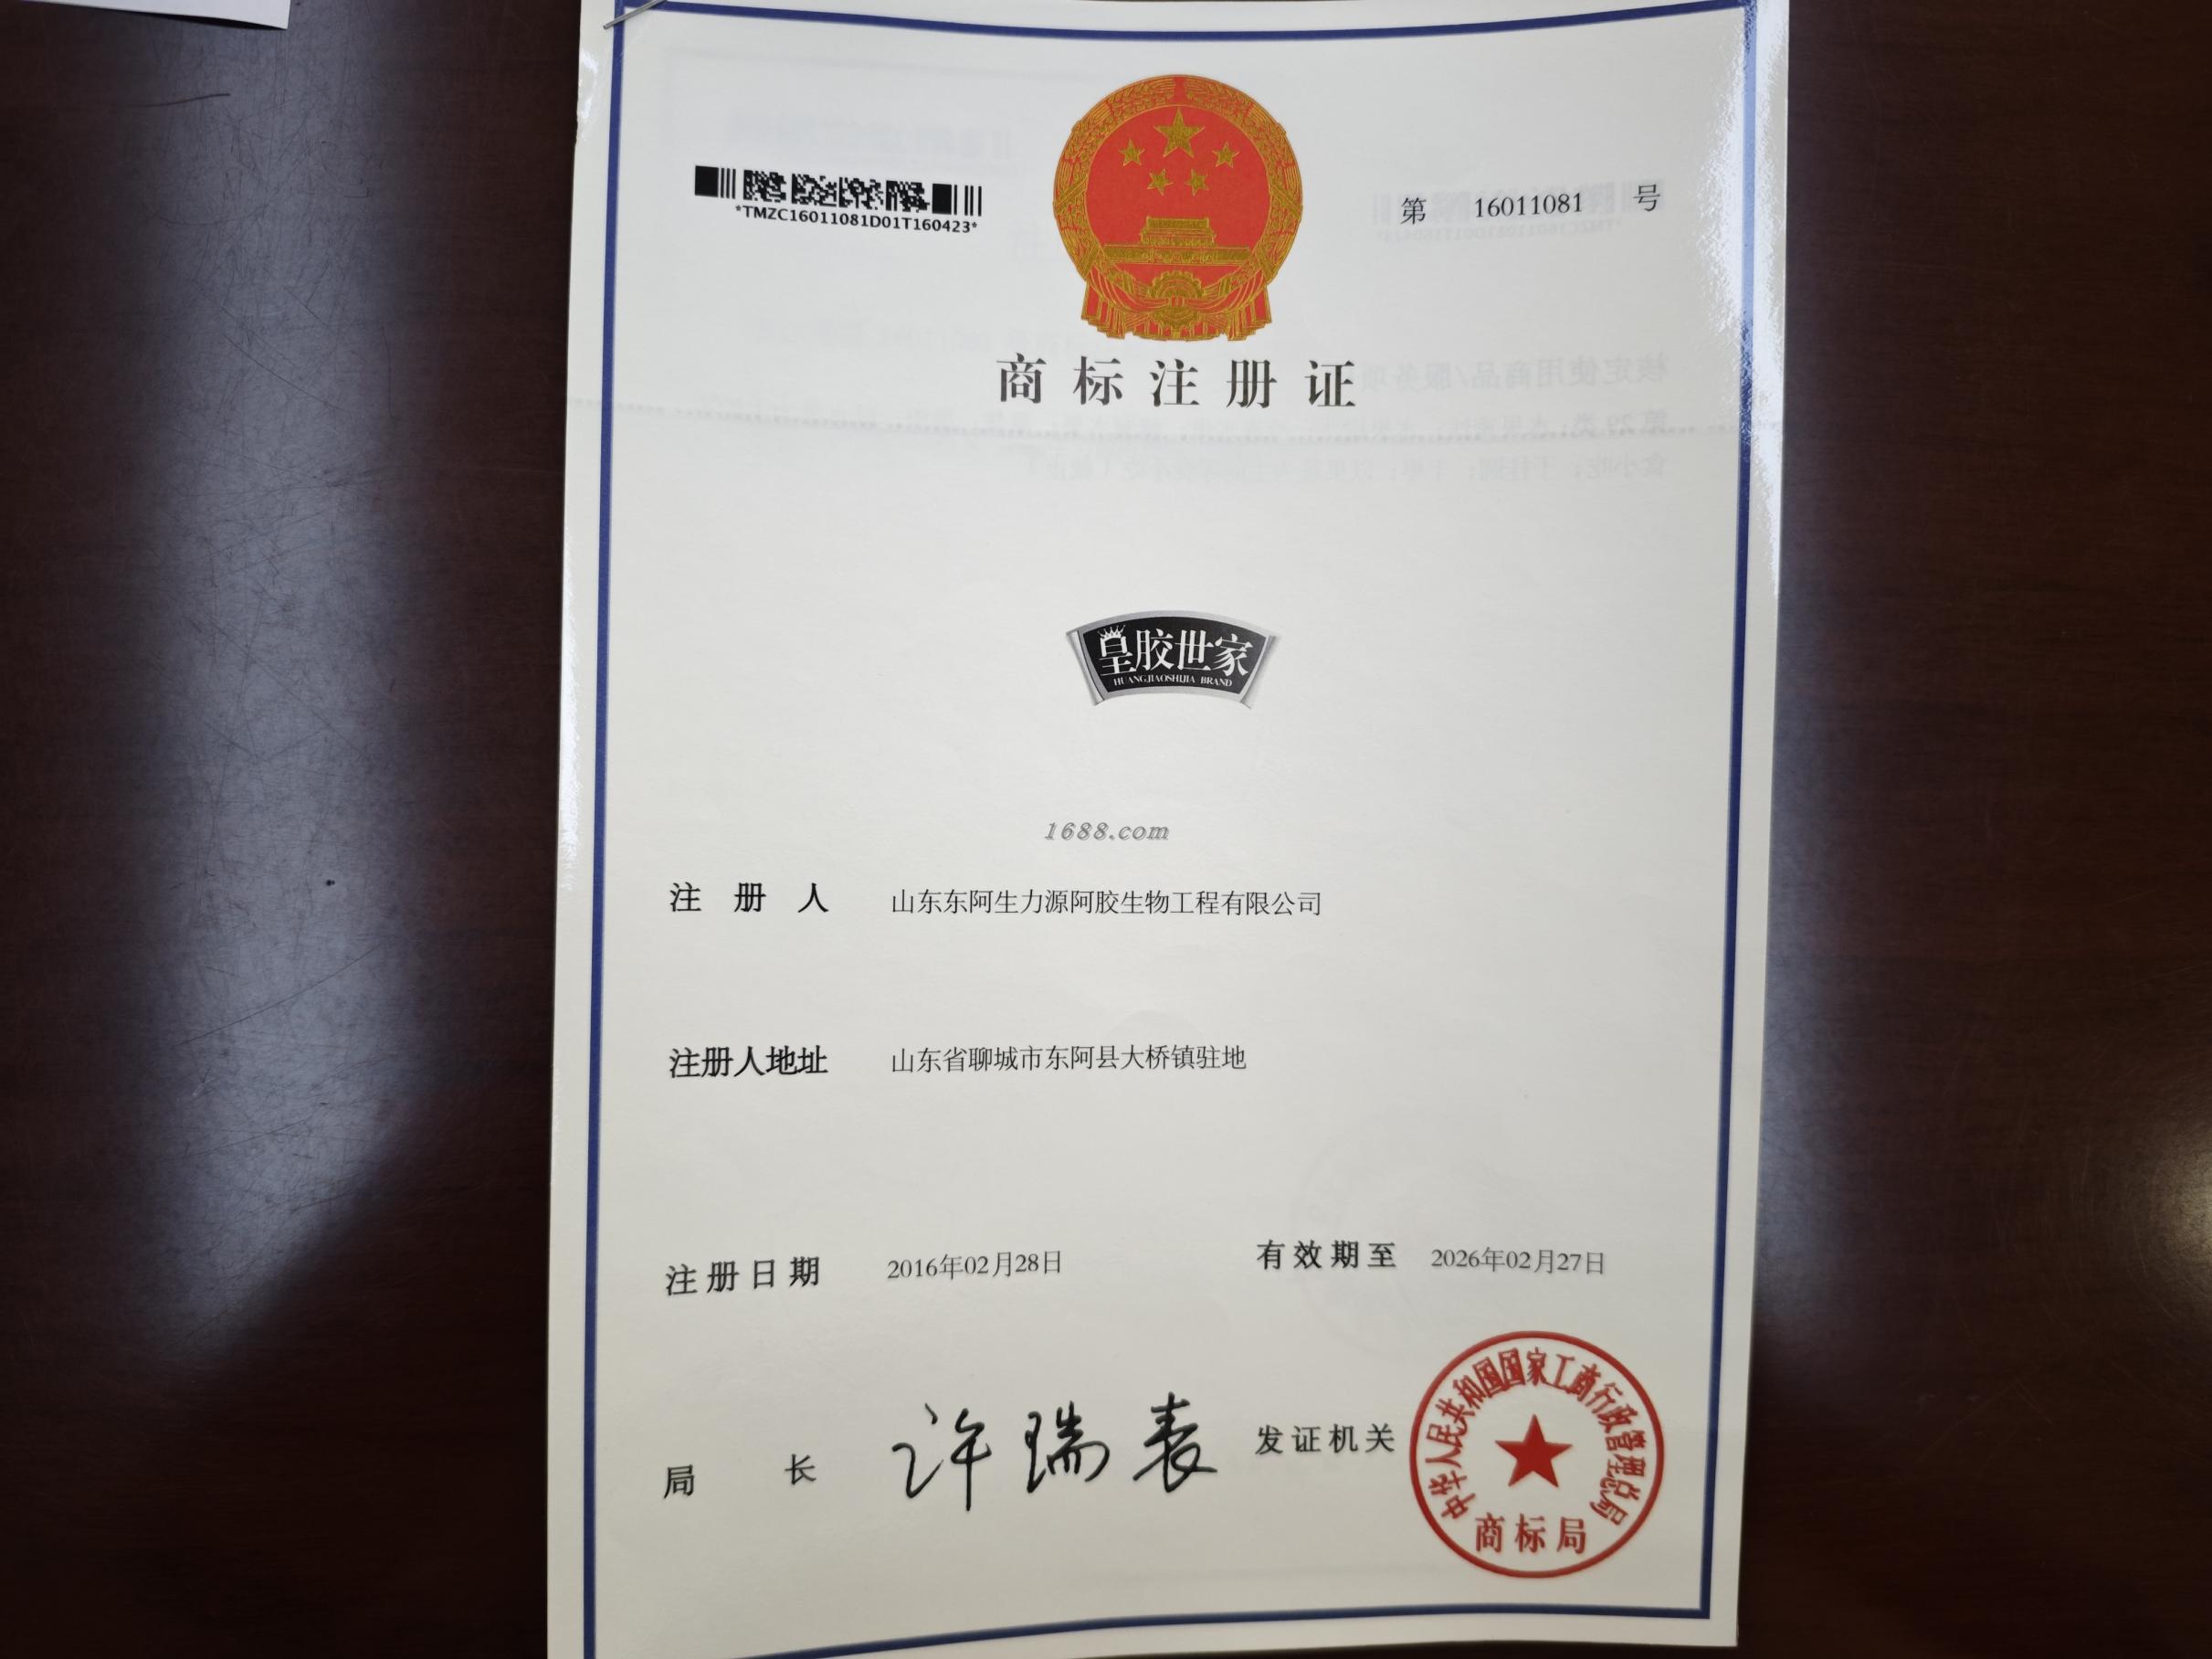 *TMZC16011081D01T160423*
第 16011081 号
商标注册证
皇胶世家
HUANGJIAOSHIJIA BRAND
1688.com
注册人 山东东阿生力源阿胶生物工程有限公司
注册人地址 山东省聊城市东阿县大桥镇驻地
注册日期 2016年02月28日 有效期至 2026年02月27日
局长 许瑞表 发证机关
中华人民共和国国家工商行政管理总局
商标局